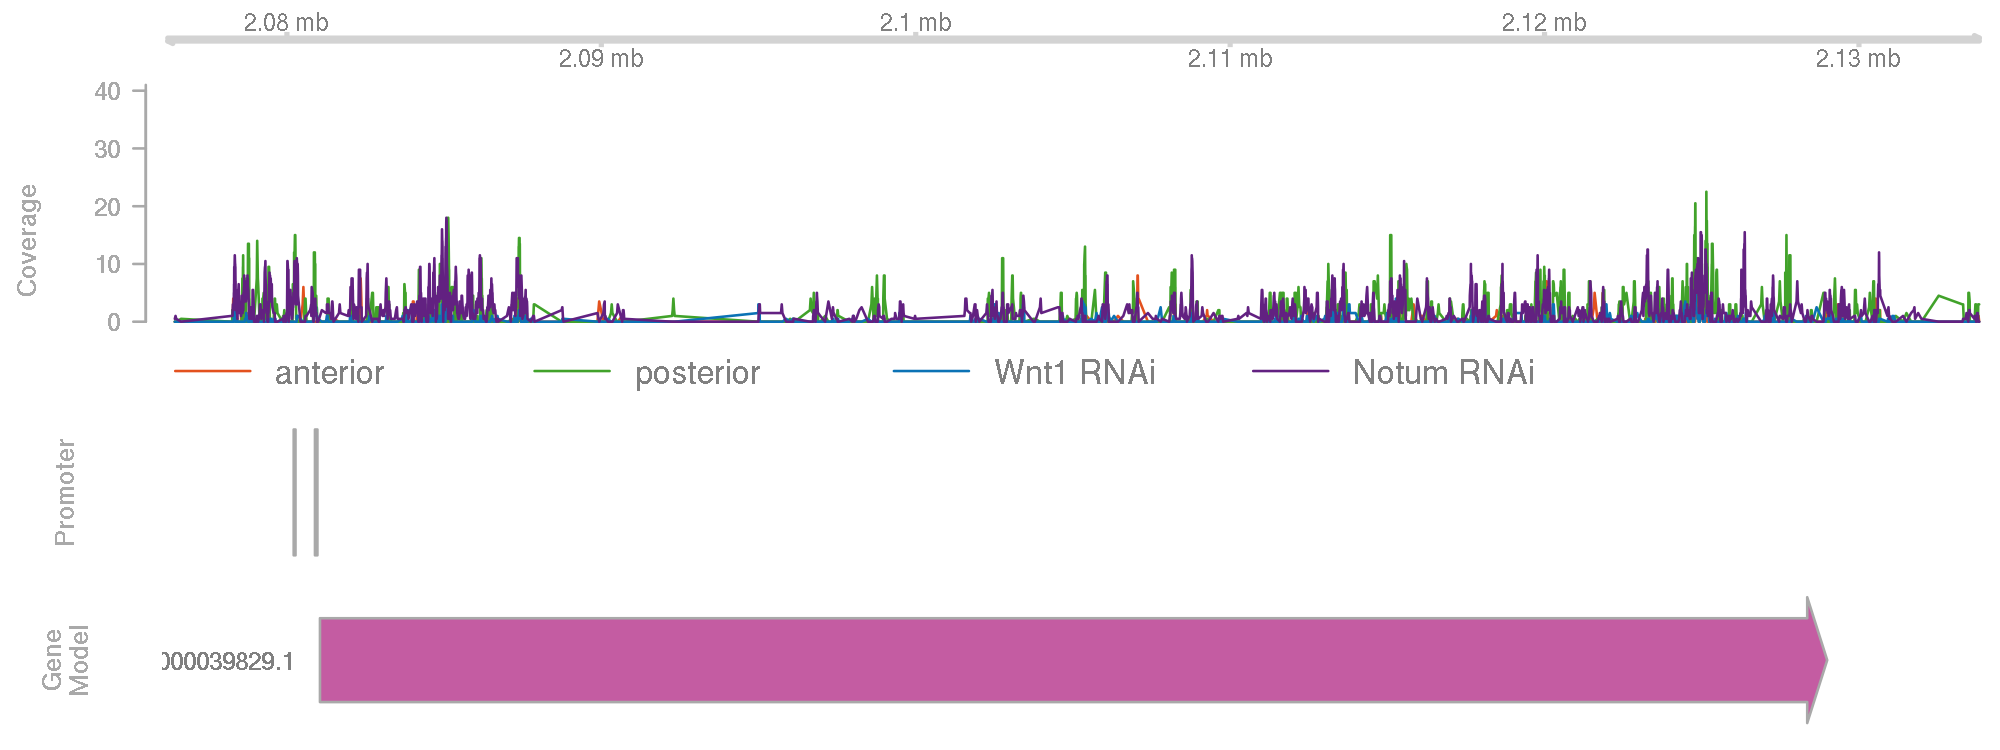 2.08 mb
2.1 mb
2.12 mb
2.09 mb
2.11 mb
2.13 mb
Coverage
40
30
20
10
0
anterior
posterior
Wnt1 RNAi
Notum RNAi
Promoter
Gene
Model
000039829.1